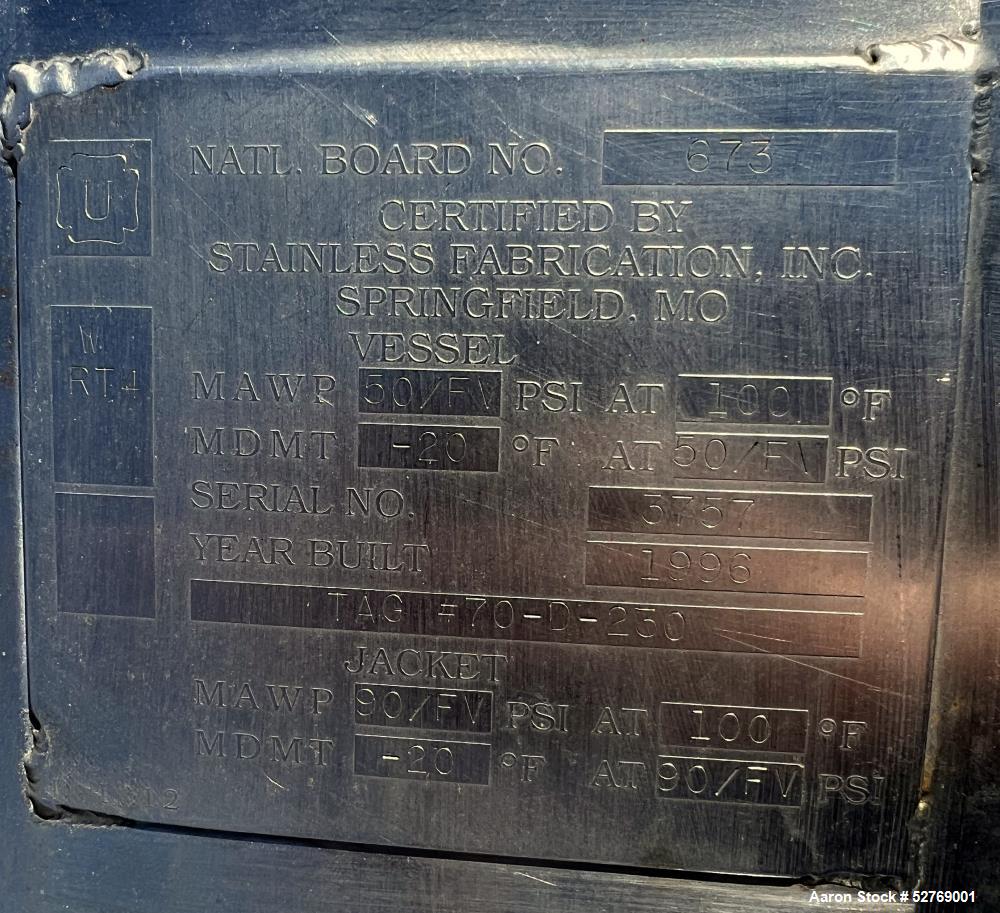 U
NATL. BOARD NO. 673
CERTIFIED BY
STAINLESS FABRICATION, INC.
SPRINGFIELD, MO
VESSEL
W
RT4
MAWP 50/FV PSI AT 100 °F
MDMT -20 °F AT 50/FV PSI
SERIAL NO. 3757
YEAR BUILT 1996
TAG #70-D-230
JACKET
MAWP 90/FV PSI AT 100 °F
MDMT -20 °F AT 90/FV PSI
Aaron Stock # 52769001